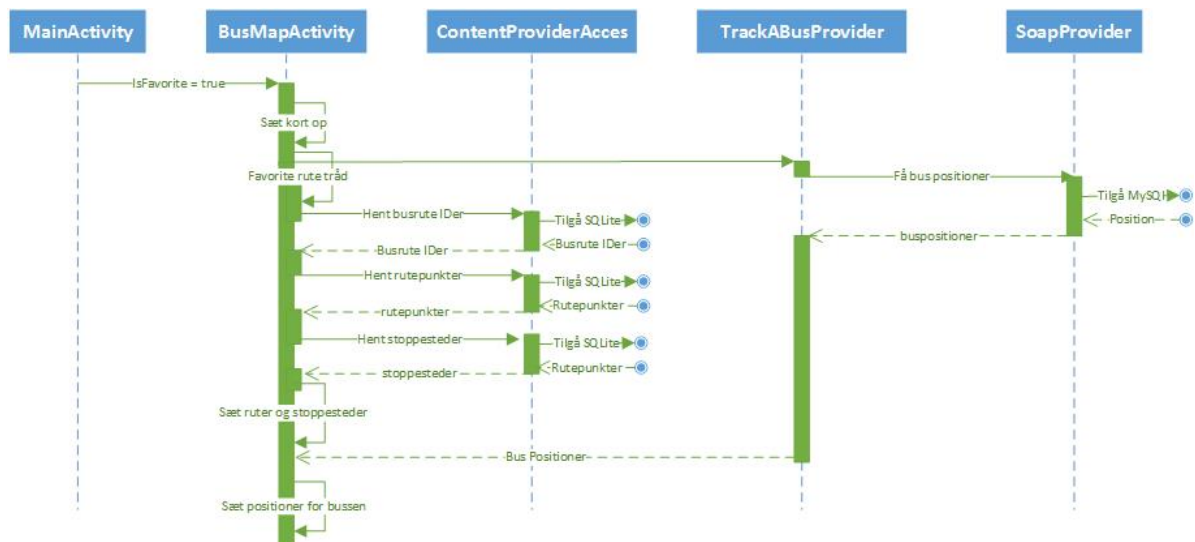 MainActivity
BusMapActivity
ContentProviderAcces
TrackABusProvider
SoapProvider
IsFavorite = true
Sæt kort op
Favorite rute tråd
Få bus positioner
Tilgå MySQl
Hent busrute IDer
Tilgå SQLite
Position
buspositioner
Busrute IDer
Busrute IDer
Hent rutepunkter
Tilgå SQLite
Rutepunkter
rutepunkter
Hent stoppesteder
Tilgå SQLite
Rutepunkter
stoppesteder
Sæt ruter og stoppesteder
Bus Positioner
Sæt positioner for bussen